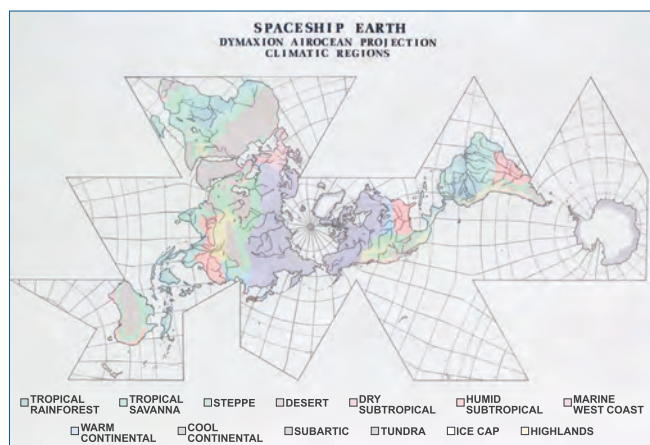 SPACESHIP EARTH
DYMAXION AIROCEAN PROJECTION
CLIMATIC REGIONS
TROPICAL RAINFOREST
TROPICAL SAVANNA
STEPPE
DESERT
DRY SUBTROPICAL
HUMID SUBTROPICAL
MARINE WEST COAST
WARM CONTINENTAL
COOL CONTINENTAL
SUBARTIC
TUNDRA
ICE CAP
HIGHLANDS